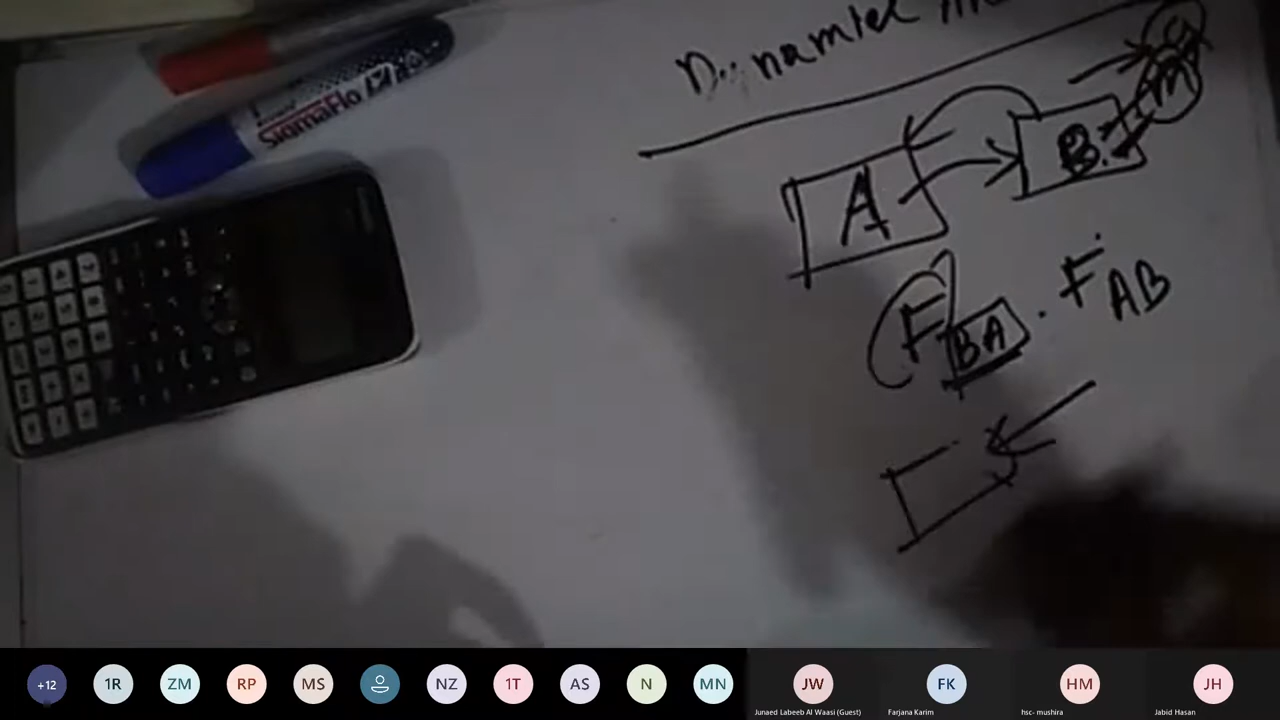 Dynamic
SigmaFlo
A
B
m
F BA . F AB
+12
1R
ZM
RP
MS
NZ
1T
AS
N
MN
JW
FK
HM
JH
Junaed Labeeb Al Waasi (Guest)
Farjana Karim
hsc- mushira
Jabid Hasan